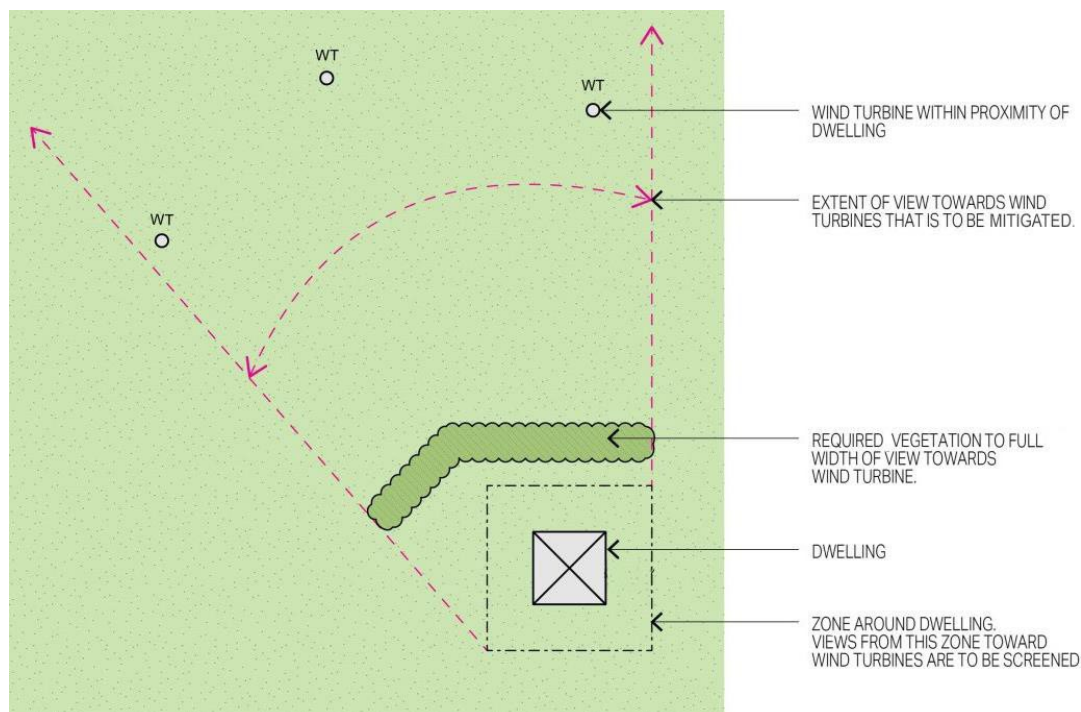 WT
WT
WT
WIND TURBINE WITHIN PROXIMITY OF
DWELLING
EXTENT OF VIEW TOWARDS WIND
TURBINES THAT IS TO BE MITIGATED.
REQUIRED VEGETATION TO FULL
WIDTH OF VIEW TOWARDS
WIND TURBINE.
DWELLING
ZONE AROUND DWELLING.
VIEWS FROM THIS ZONE TOWARD
WIND TURBINES ARE TO BE SCREENED